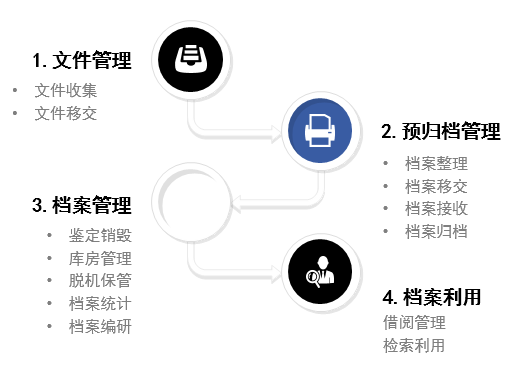 1. 文件管理
• 文件收集
• 文件移交
2. 预归档管理
• 档案整理
• 档案移交
• 档案接收
• 档案归档
3. 档案管理
• 鉴定销毁
• 库房管理
• 脱机保管
• 档案统计
• 档案编研
4. 档案利用
借阅管理
检索利用